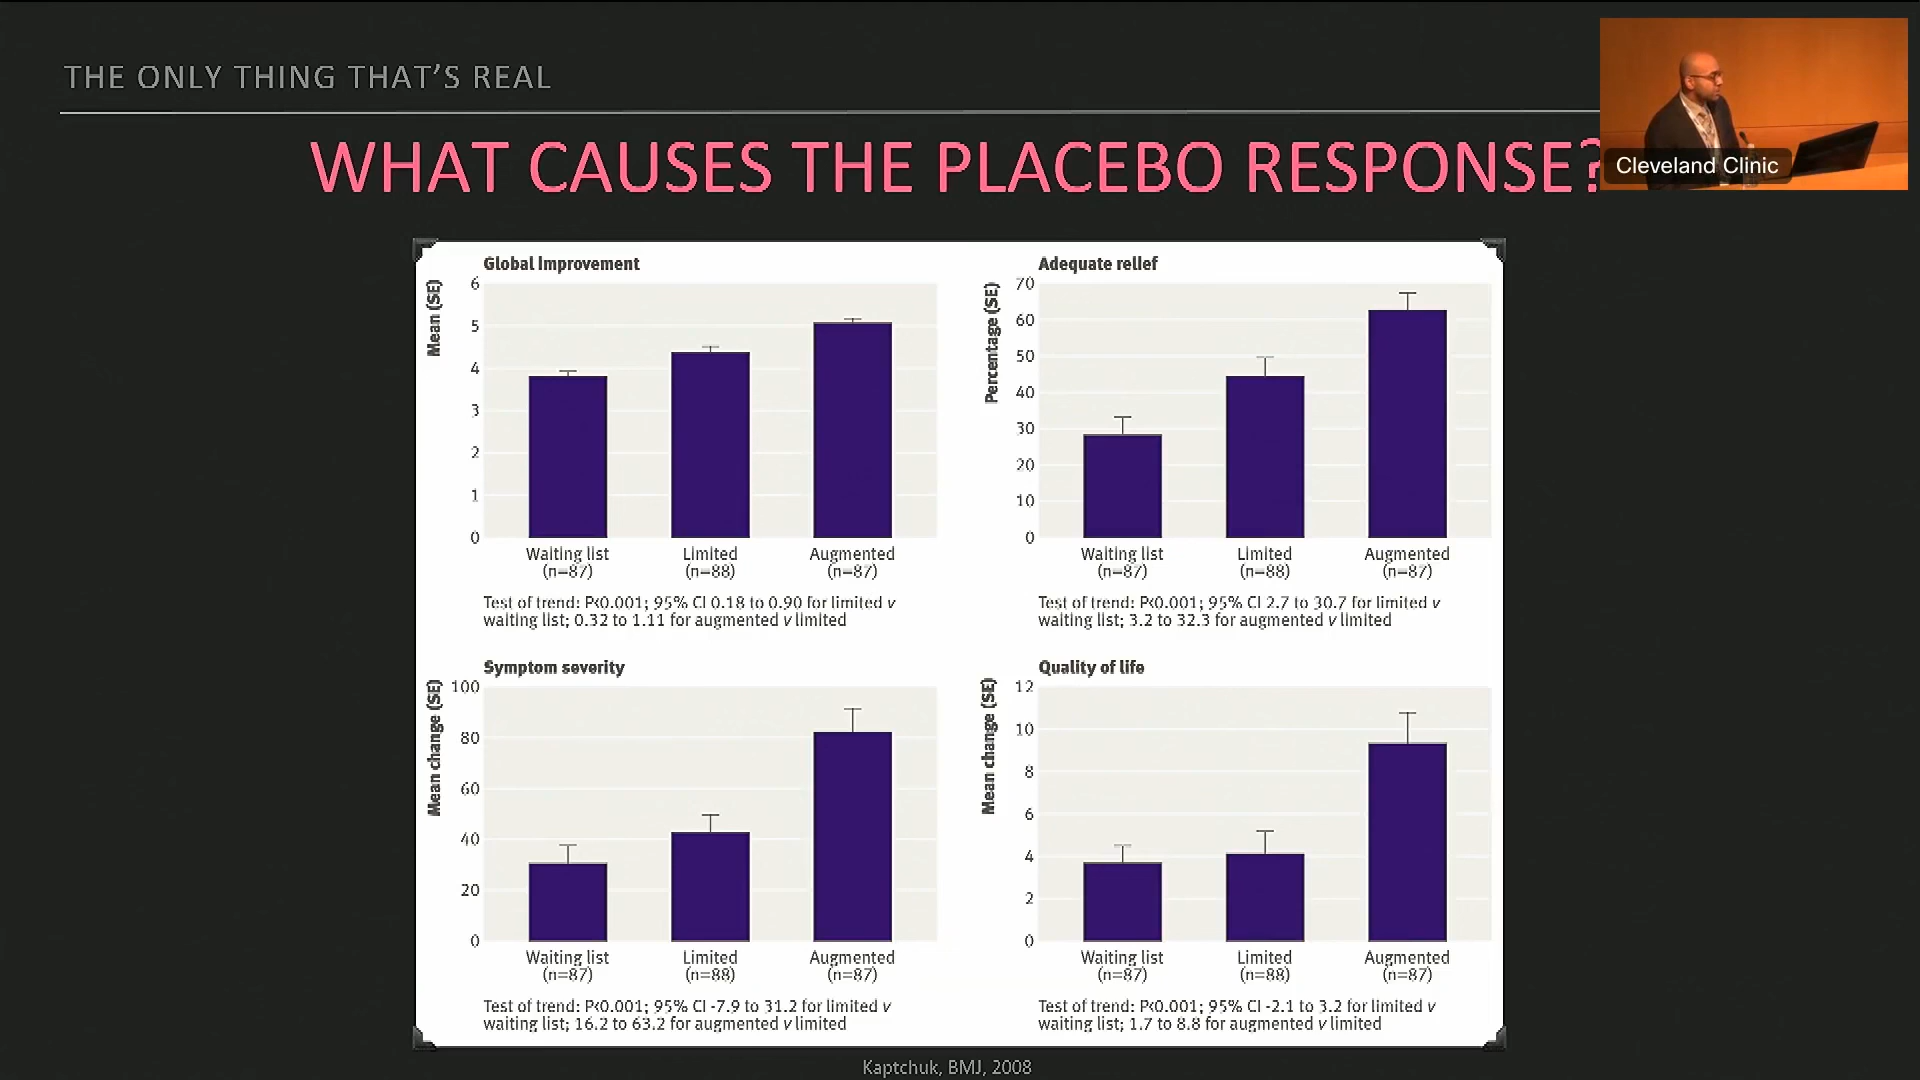 THE ONLY THING THAT'S REAL
WHAT CAUSES THE PLACEBO RESPONSE?
Cleveland Clinic
Global improvement
Mean (SE)
6
5
4
3
2
1
0
Waiting list
(n=87)
Limited
(n=88)
Augmented
(n=87)
Test of trend: P<0.001; 95% CI 0.18 to 0.90 for limited v
waiting list; 0.32 to 1.11 for augmented v limited
Adequate relief
Percentage (SE)
70
60
50
40
30
20
10
0
Waiting list
(n=87)
Limited
(n=88)
Augmented
(n=87)
Test of trend: P<0.001; 95% CI 2.7 to 30.7 for limited v
waiting list; 3.2 to 32.3 for augmented v limited
Symptom severity
Mean change (SE)
100
80
60
40
20
0
Waiting list
(n=87)
Limited
(n=88)
Augmented
(n=87)
Test of trend: P<0.001; 95% CI -7.9 to 31.2 for limited v
waiting list; 16.2 to 63.2 for augmented v limited
Quality of life
Mean change (SE)
12
10
8
6
4
2
0
Waiting list
(n=87)
Limited
(n=88)
Augmented
(n=87)
Test of trend: P<0.001; 95% CI -2.1 to 3.2 for limited v
waiting list; 1.7 to 8.8 for augmented v limited
Kaptchuk, BMJ, 2008